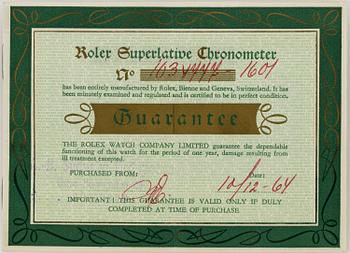 Rolex Superlative Chronometer
No 1601
has been entirely manufactured by Rolex, Bienne and Geneva, Switzerland. It has
been minutely examined and regulated and is certified to be in perfect condition.
Guarantee
THE ROLEX WATCH COMPANY LIMITED guarantee the dependable
functioning of this watch for the period of one year, damage resulting from
ill treatment excepted.
PURCHASED FROM: Date:
10/12-64
IMPORTANT! THIS GUARANTEE IS VALID ONLY IF DULY
COMPLETED AT TIME OF PURCHASE